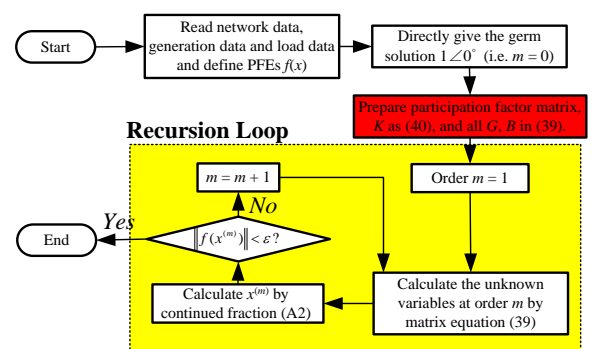 Start
Read network data,
generation data and load data
and define PFEs f(x)
Directly give the germ
solution 1∠0° (i.e. m = 0)
Prepare participation factor matrix,
K as (40), and all G, B in (39).
Recursion Loop
Order m = 1
m = m + 1
No
Yes
End
‖f(x^(m))‖ < ε ?
Calculate x^(m) by
continued fraction (A2)
Calculate the unknown
variables at order m by
matrix equation (39)